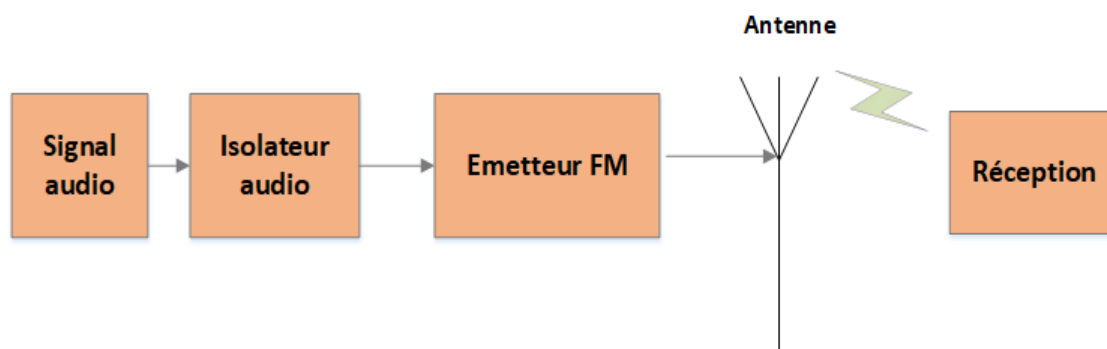 Antenne
Signal
audio
Isolateur
audio
Emetteur FM
Réception